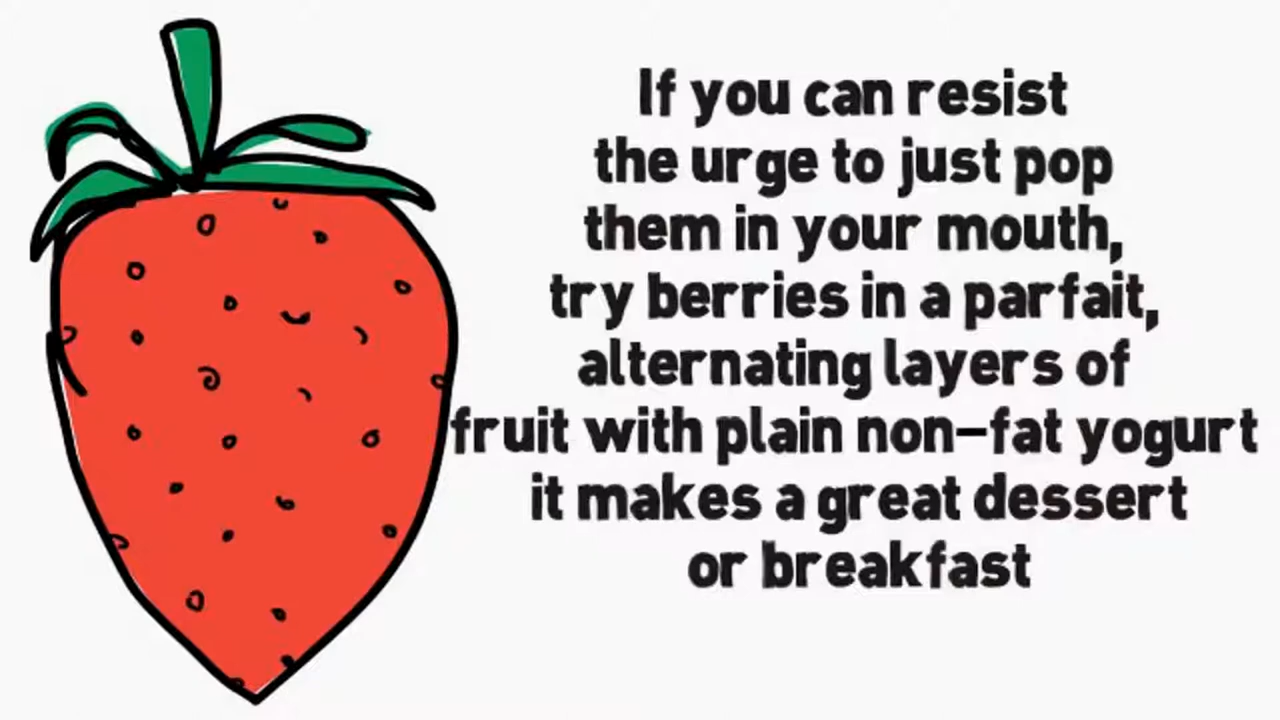 If you can resist
the urge to just pop
them in your mouth,
try berries in a parfait,
alternating layers of
fruit with plain non-fat yogurt
it makes a great dessert
or breakfast